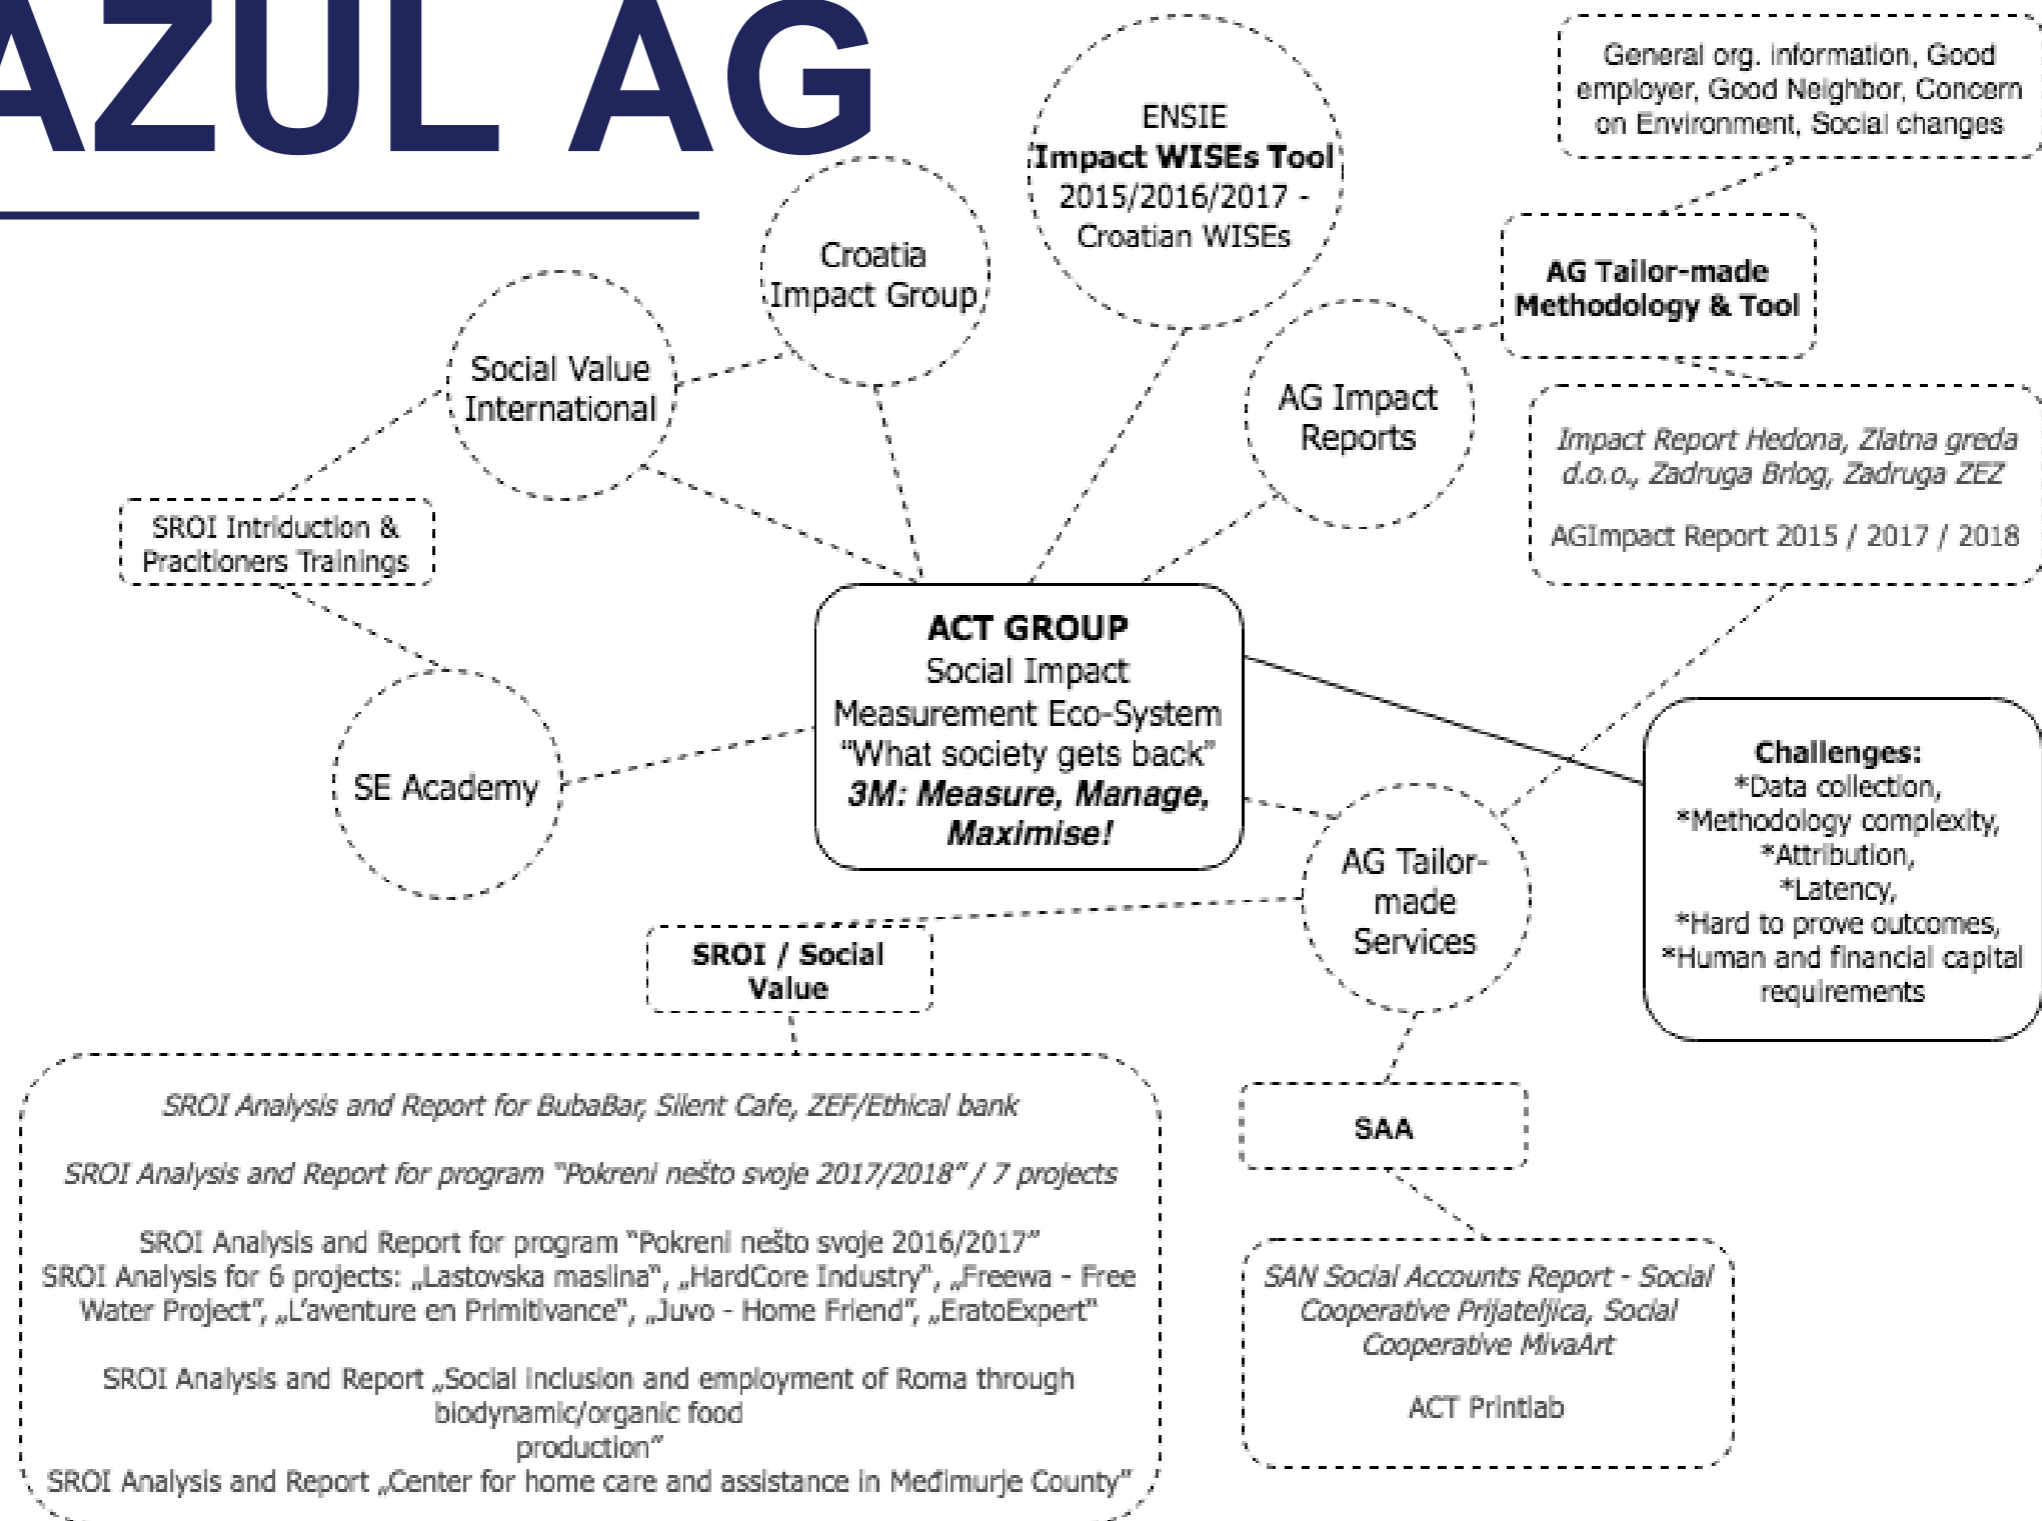 AZUL AG
General org. information, Good
employer, Good Neighbor, Concern
on Environment, Social changes
ENSIE
Impact WISEs Tool
2015/2016/2017 -
Croatian WISEs
Croatia
Impact Group
AG Tailor-made
Methodology & Tool
Social Value
International
AG Impact
Reports
Impact Report Hedona, Zlatna greda
d.o.o., Zadruga Brlog, Zadruga ZEZ
AGImpact Report 2015 / 2017 / 2018
SROI Intriduction &
Pracitioners Trainings
ACT GROUP
Social Impact
Measurement Eco-System
“What society gets back”
3M: Measure, Manage,
Maximise!
SE Academy
Challenges:
*Data collection,
*Methodology complexity,
*Attribution,
*Latency,
*Hard to prove outcomes,
*Human and financial capital
requirements
AG Tailor-
made
Services
SROI / Social
Value
SROI Analysis and Report for BubaBar, Silent Cafe, ZEF/Ethical bank
SROI Analysis and Report for program “Pokreni nešto svoje 2017/2018” / 7 projects
SROI Analysis and Report for program “Pokreni nešto svoje 2016/2017”
SROI Analysis for 6 projects: „Lastovska maslina“, „HardCore Industry“, „Freewa - Free
Water Project”, „L’aventure en Primitivance“, „Juvo - Home Friend”, „EratoExpert“
SROI Analysis and Report „Social inclusion and employment of Roma through
biodynamic/organic food
production”
SROI Analysis and Report „Center for home care and assistance in Međimurje County”
SAA
SAN Social Accounts Report - Social
Cooperative Prijateljica, Social
Cooperative MivaArt
ACT Printlab